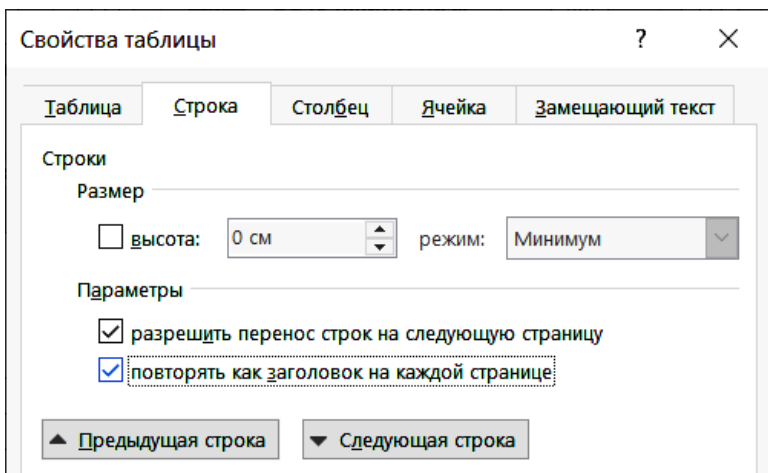 Свойства таблицы ? ×
Таблица Строка Столбец Ячейка Замещающий текст
Строки
Размер
высота: 0 см режим: Минимум
Параметры
разрешить перенос строк на следующую страницу
повторять как заголовок на каждой странице
Предыдущая строка Следующая строка